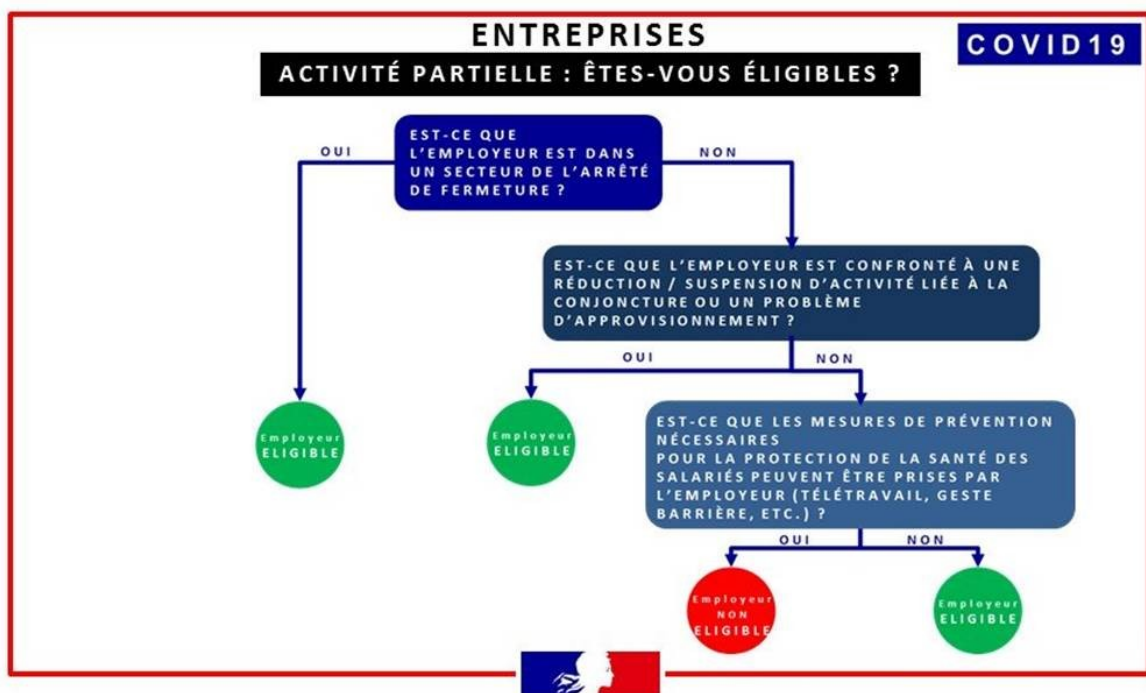 ENTREPRISES
COVID19
ACTIVITÉ PARTIELLE : ÊTES-VOUS ÉLIGIBLES ?
EST-CE QUE
L'EMPLOYEUR EST DANS
UN SECTEUR DE L'ARRÊTÉ
DE FERMETURE ?
OUI
NON
EST-CE QUE L'EMPLOYEUR EST CONFRONTÉ À UNE
RÉDUCTION / SUSPENSION D'ACTIVITÉ LIÉE À LA
CONJONCTURE OU UN PROBLÈME
D'APPROVISIONNEMENT ?
OUI
NON
Employeur
ELIGIBLE
Employeur
ELIGIBLE
EST-CE QUE LES MESURES DE PRÉVENTION
NÉCESSAIRES
POUR LA PROTECTION DE LA SANTÉ DES
SALARIÉS PEUVENT ÊTRE PRISES PAR
L'EMPLOYEUR (TÉLÉTRAVAIL, GESTE
BARRIÈRE, ETC.) ?
OUI
NON
Employeur
NON
ELIGIBLE
Employeur
ELIGIBLE